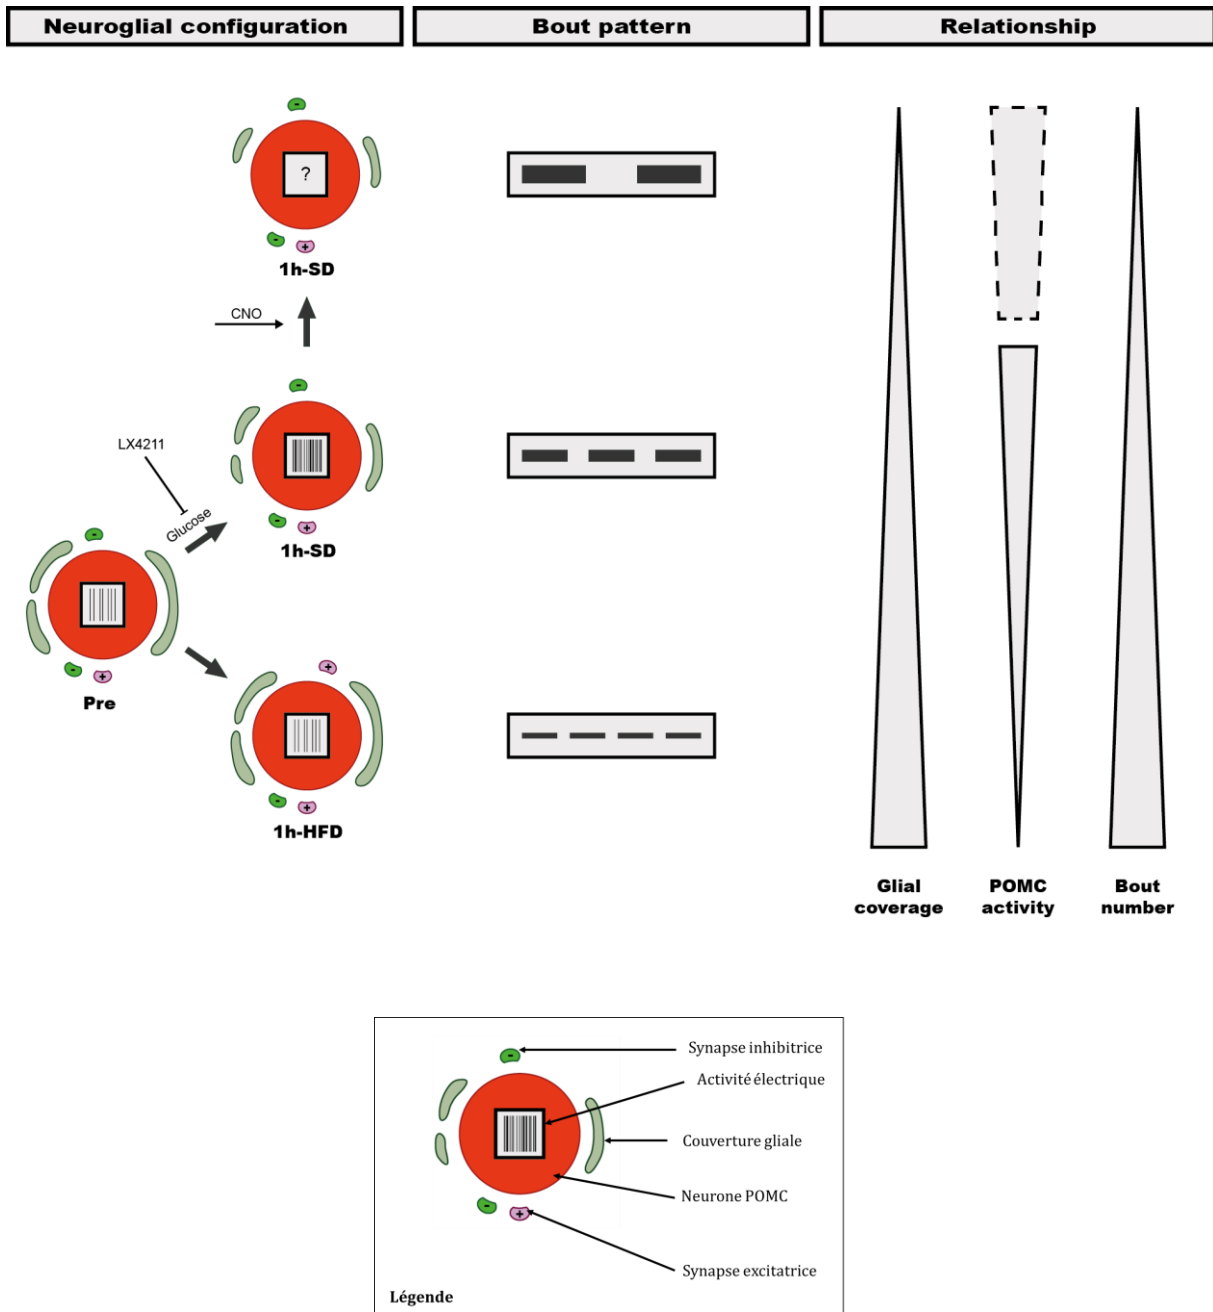 Neuroglial configuration
Bout pattern
Relationship
-
?
-
+
1h-SD
CNO
-
LX4211
Glucose
-
+
1h-SD
-
-
+
Pre
+
-
+
1h-HFD
Glial
coverage
POMC
activity
Bout
number
-
Synapse inhibitrice
Activité électrique
Couverture gliale
Neurone POMC
-
+
Synapse excitatrice
Légende